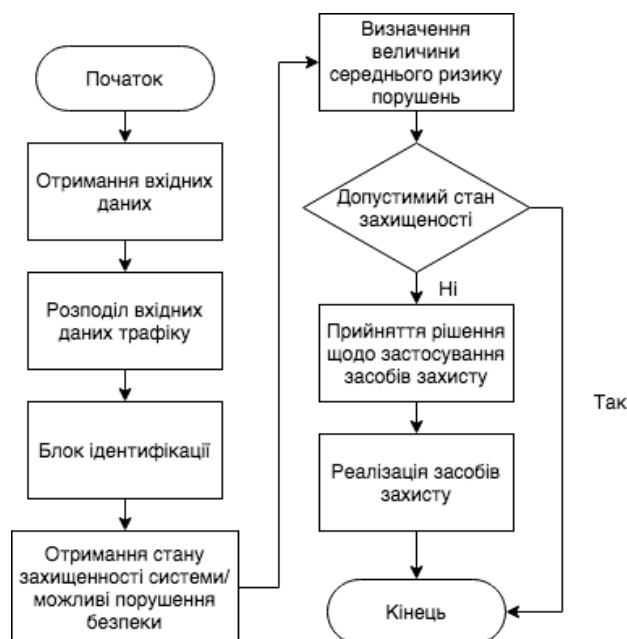 Початок
Отримання вхідних
даних
Розподіл вхідних
даних трафіку
Блок ідентифікації
Отримання стану
захищенності системи/
можливі порушення
безпеки
Визначення
величини
середнього ризику
порушень
Допустимий стан
захищеності
Ні
Прийняття рішення
щодо застосування
засобів захисту
Так
Реалізація засобів
захисту
Кінець